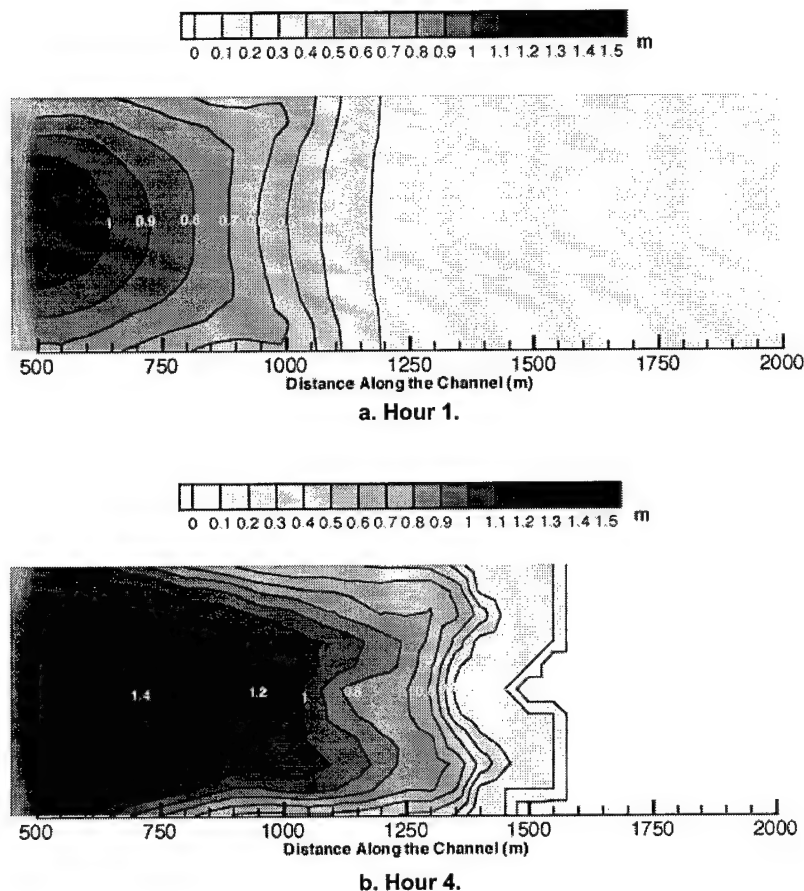 0 0.1 0.2 0.3 0.4 0.5 0.6 0.7 0.8 0.9 1 1.1 1.2 1.3 1.4 1.5 m
1 0.9 0.8 0.7
500 750 1000 1250 1500 1750 2000
Distance Along the Channel (m)
a. Hour 1.
0 0.1 0.2 0.3 0.4 0.5 0.6 0.7 0.8 0.9 1 1.1 1.2 1.3 1.4 1.5 m
1.4 1.2 1 0.8
500 750 1000 1250 1500 1750 2000
Distance Along the Channel (m)
b. Hour 4.